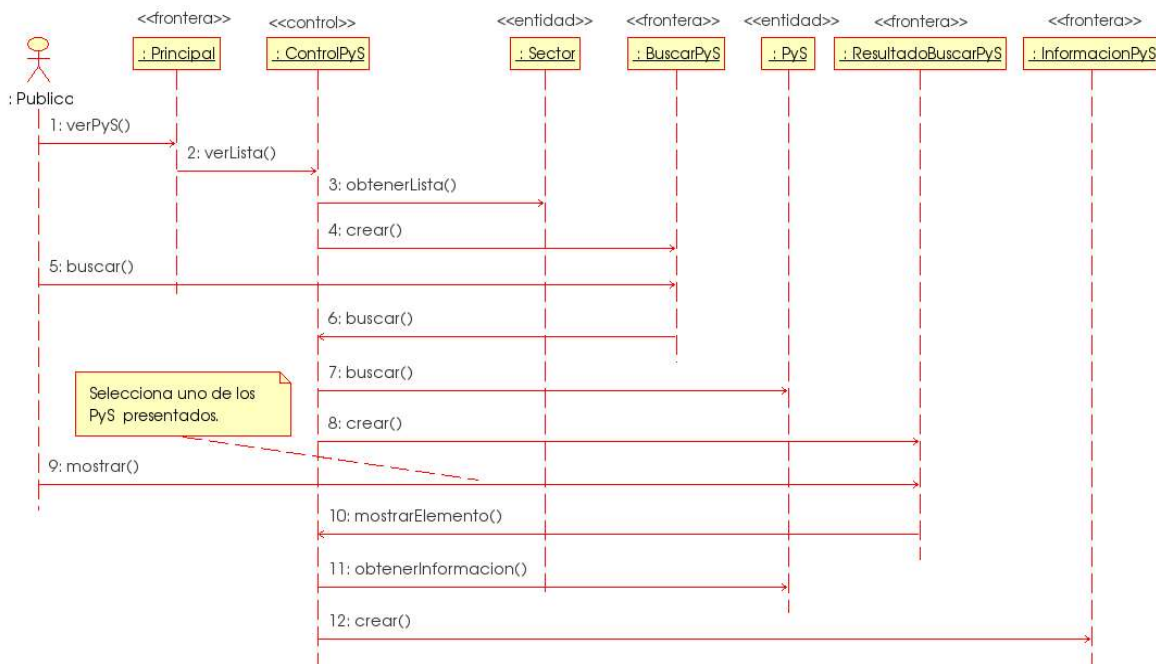 <<frontera>> <<control>> <<entidad>> <<frontera>> <<entidad>> <<frontera>> <<frontera>>
: Principal : ControlPyS : Sector : BuscarPyS : PyS : ResultadoBuscarPyS : InformacionPyS
: Publico
1: verPyS()
2: verLista()
3: obtenerLista()
4: crear()
5: buscar()
6: buscar()
7: buscar()
Selecciona uno de los
PyS presentados.
8: crear()
9: mostrar()
10: mostrarElemento()
11: obtenerInformacion()
12: crear()